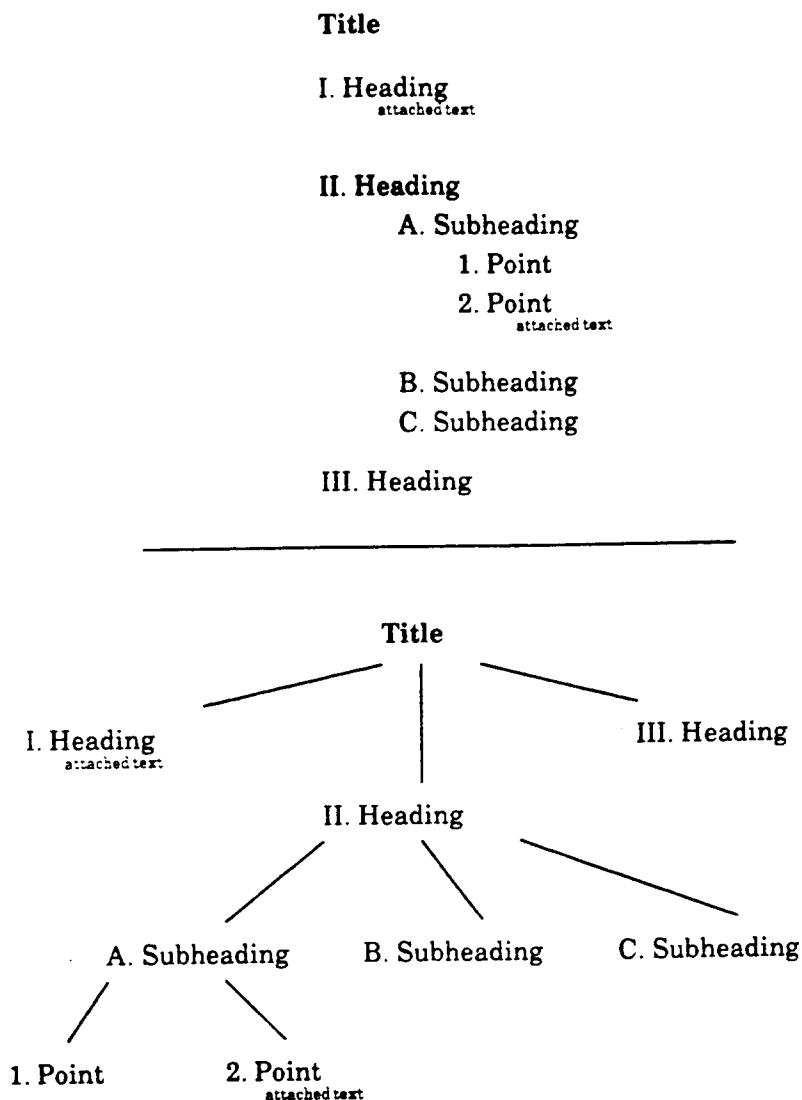 Title
I. Heading
attached text
II. Heading
A. Subheading
1. Point
2. Point
attached text
B. Subheading
C. Subheading
III. Heading
Title
I. Heading
attached text
III. Heading
II. Heading
A. Subheading
B. Subheading
C. Subheading
1. Point
2. Point
attached text